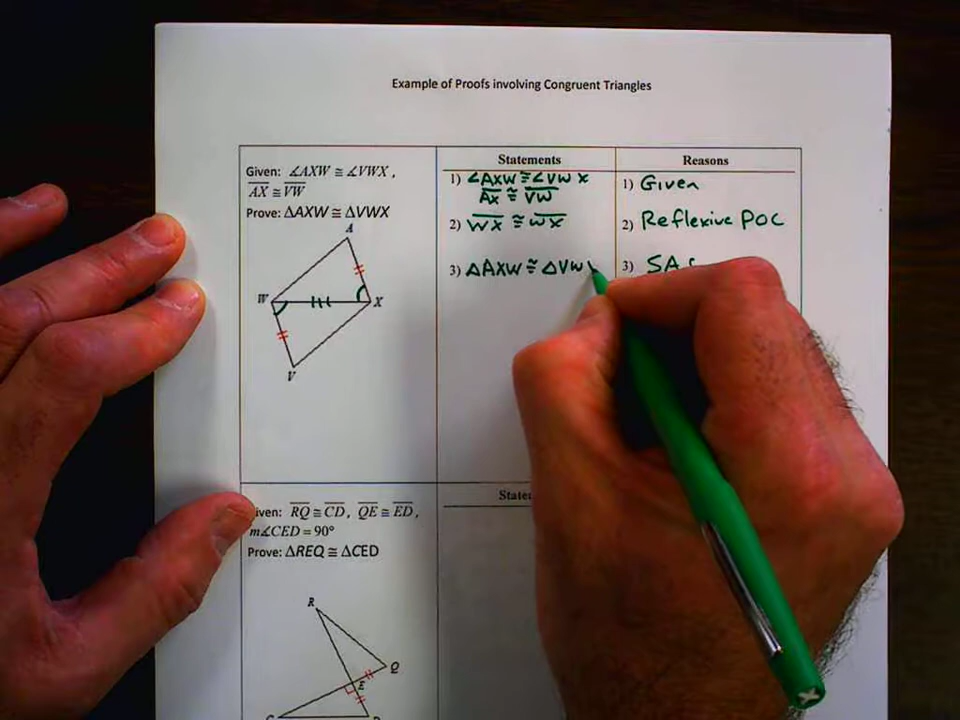 Example of Proofs involving Congruent Triangles
Given: ∠AXW ≅ ∠VWX,
AX ≅ VW
Prove: ΔAXW ≅ ΔVWX
A
W
X
V
Statements
1) ∠AXW ≅ ∠VWX
AX ≅ VW
2) WX ≅ WX
3) ΔAXW ≅ ΔVW
Reasons
1) Given
2) Reflexive POC
3) SAS
iven: RQ ≅ CD, QE ≅ ED,
m∠CED = 90°
Prove: ΔREQ ≅ ΔCED
R
Q
E
State